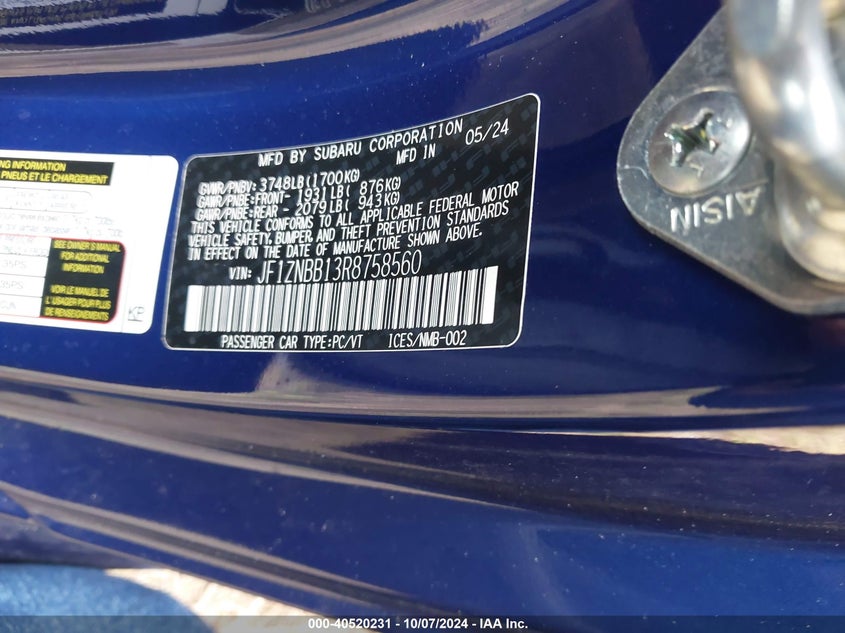 MFD BY SUBARU CORPORATION 05/24
MFD IN
GVWR/PNBV: 3748LB(1700KG)
GAWR/PNBE:FRONT- 1931LB( 876KG)
GAWR/PNBE:REAR - 2079LB( 943KG)
THIS VEHICLE CONFORMS TO ALL APPLICABLE FEDERAL MOTOR
VEHICLE SAFETY, BUMPER, AND THEFT PREVENTION STANDARDS
IN EFFECT ON THE DATE OF MANUFACTURE SHOWN ABOVE.
VIN: JF1ZNBB13R8758560
PASSENGER CAR TYPE:PC/VT ICES/NMB-002
NG INFORMATION
PNEUS ET LE CHARGEMENT
SEE OWNER'S MANUAL
FOR ADDITIONAL
INFORMATION
VOIR LE MANUEL DE
L'USAGER POUR PLUS
DE RENSEIGNEMENTS
KP
AISIN
000-40520231 - 10/07/2024 - IAA Inc.